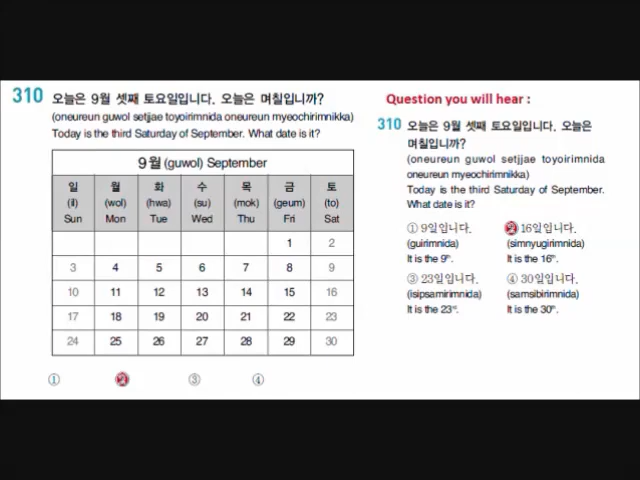 310 오늘은 9월 셋째 토요일입니다. 오늘은 며칠입니까?
(oneureun guwol setjjae toyoirimnida oneureun myeochirimnikka)
Today is the third Saturday of September. What date is it?
9월 (guwol) September
일 월 화 수 목 금 토
(il) (wol) (hwa) (su) (mok) (geum) (to)
Sun Mon Tue Wed Thu Fri Sat
1 2
3 4 5 6 7 8 9
10 11 12 13 14 15 16
17 18 19 20 21 22 23
24 25 26 27 28 29 30
① ② ③ ④
Question you will hear :
310 오늘은 9월 셋째 토요일입니다. 오늘은
며칠입니까?
(oneureun guwol setjjae toyoirimnida
oneureun myeochirimnikka)
Today is the third Saturday of September.
What date is it?
① 9일입니다. ② 16일입니다.
(guirimnida) (simnyugirimnida)
It is the 9th. It is the 16th.
③ 23일입니다. ④ 30일입니다.
(isipsamirimnida) (samsibirimnida)
It is the 23rd. It is the 30th.